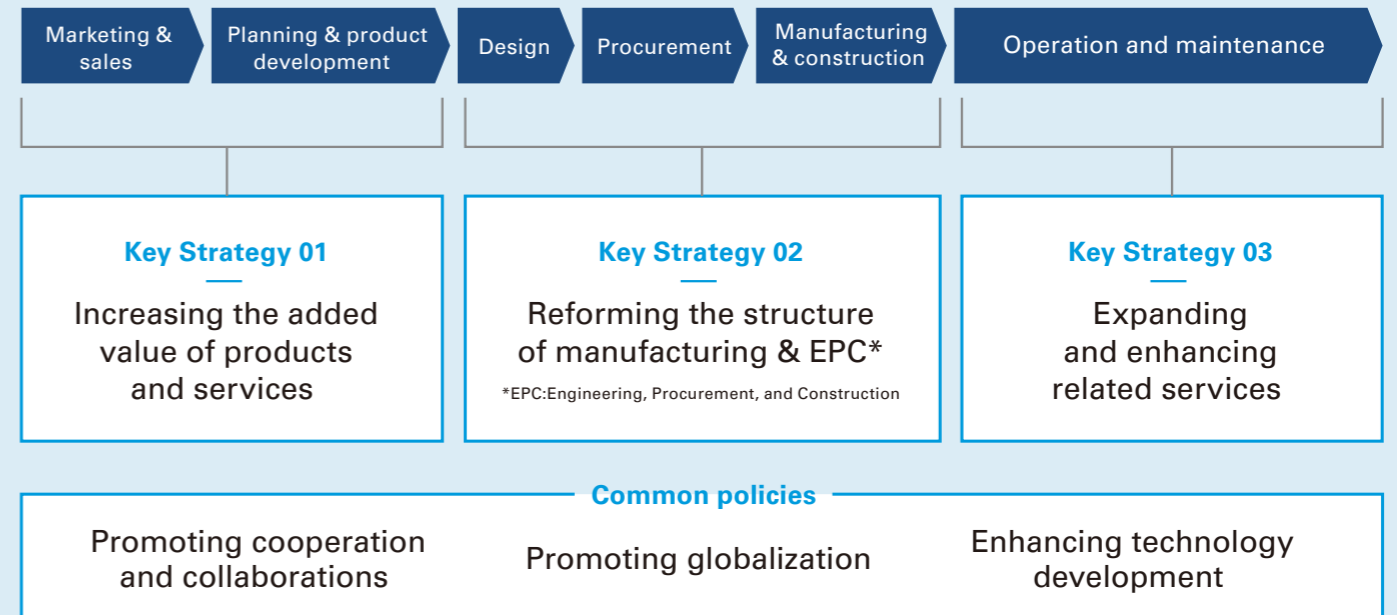 Marketing &
sales
Planning & product
development
Design
Procurement
Manufacturing
& construction
Operation and maintenance
Key Strategy 01
Increasing the added
value of products
and services
Key Strategy 02
Reforming the structure
of manufacturing & EPC*
*EPC:Engineering, Procurement, and Construction
Key Strategy 03
Expanding
and enhancing
related services
Common policies
Promoting cooperation
and collaborations
Promoting globalization
Enhancing technology
development